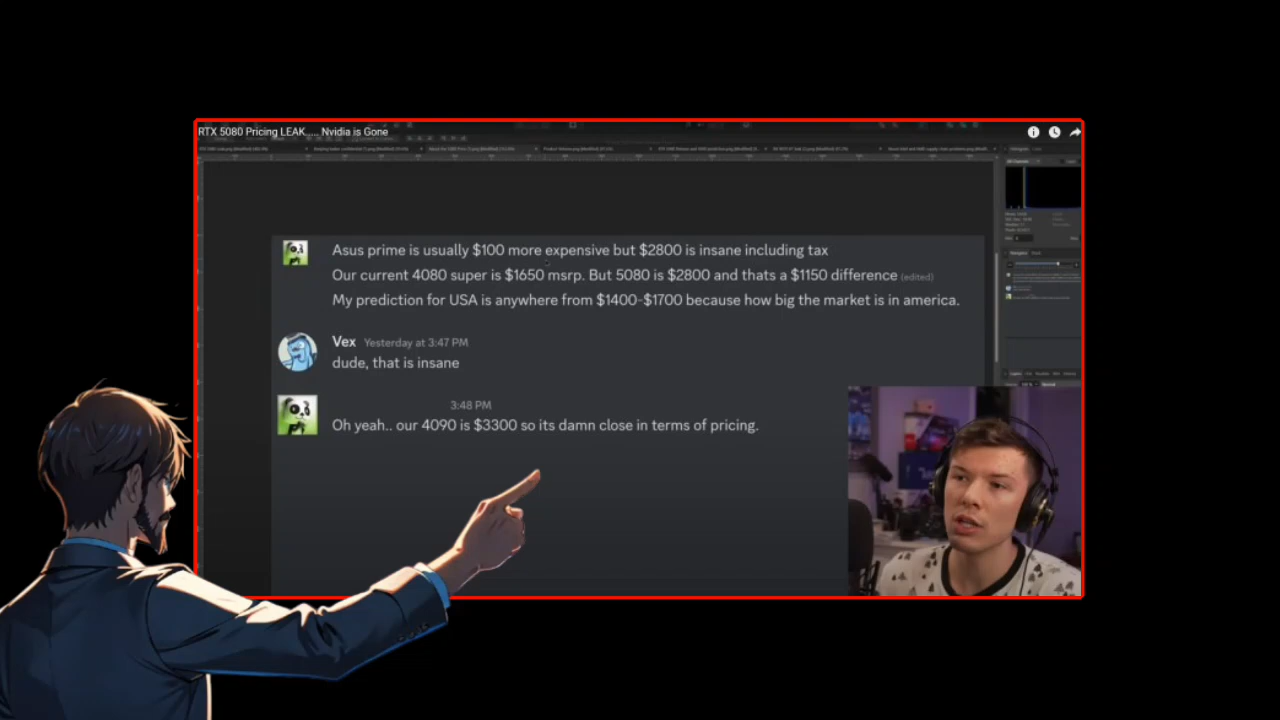 RTX 5080 Pricing LEAK..... Nvidia is Gone
Asus prime is usually $100 more expensive but $2800 is insane including tax
Our current 4080 super is $1650 msrp. But 5080 is $2800 and thats a $1150 difference (edited)
My prediction for USA is anywhere from $1400-$1700 because how big the market is in america.
Vex Yesterday at 3:47 PM
dude, that is insane
3:48 PM
Oh yeah.. our 4090 is $3300 so its damn close in terms of pricing.